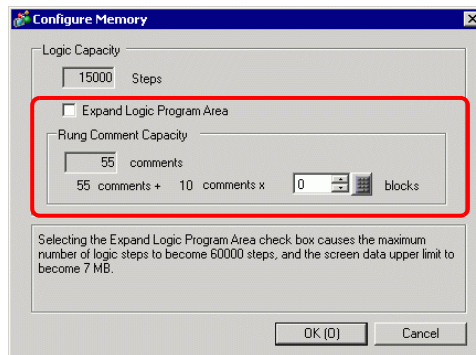 Configure Memory
Logic Capacity
15000 Steps
Expand Logic Program Area
Rung Comment Capacity
55 comments
55 comments + 10 comments x 0 blocks
Selecting the Expand Logic Program Area check box causes the maximum
number of logic steps to become 60000 steps, and the screen data upper limit to
become 7 MB.
OK (O) Cancel